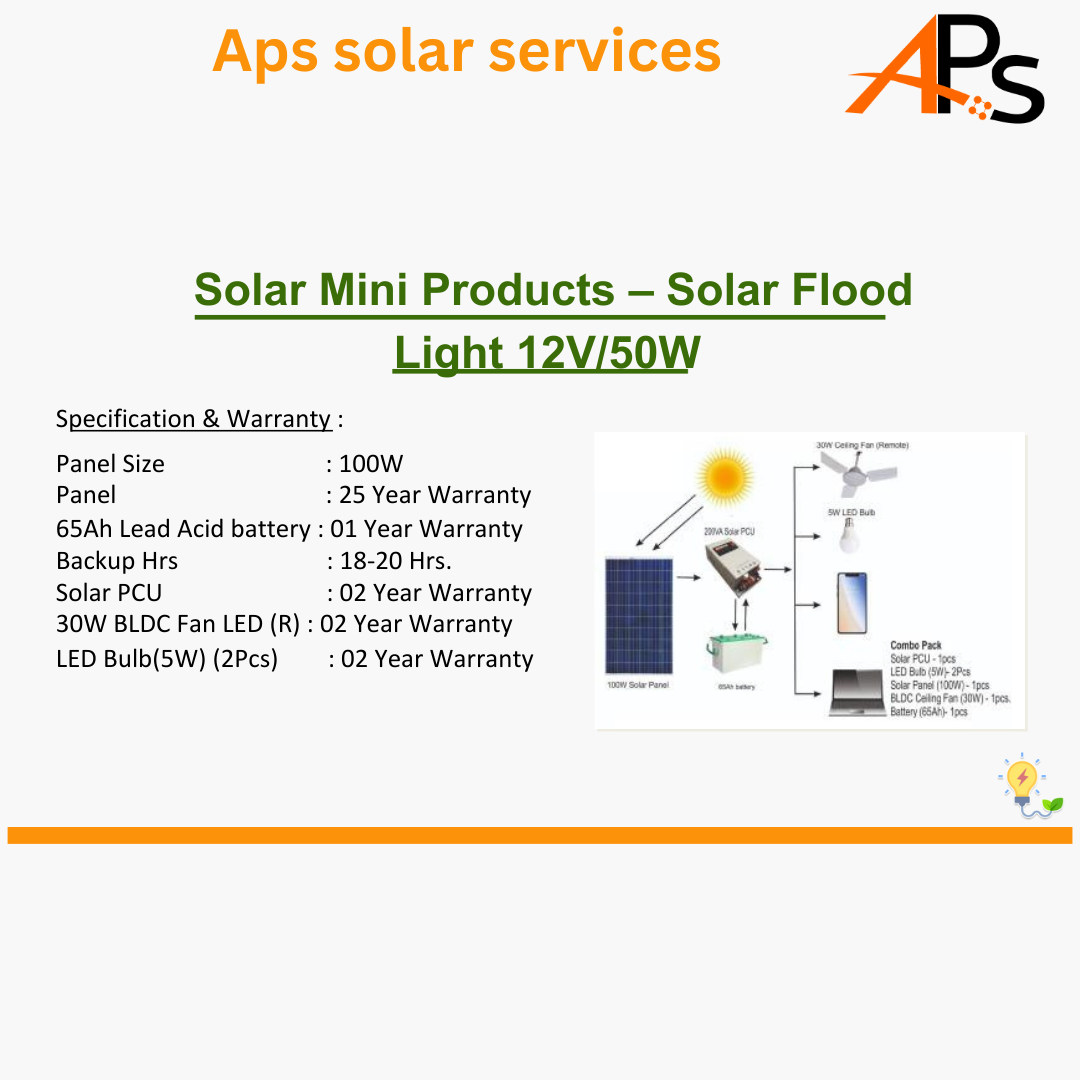 Aps solar services
APS
Solar Mini Products – Solar Flood
Light 12V/50W
Specification & Warranty :
Panel Size : 100W
Panel : 25 Year Warranty
65Ah Lead Acid battery : 01 Year Warranty
Backup Hrs : 18-20 Hrs.
Solar PCU : 02 Year Warranty
30W BLDC Fan LED (R) : 02 Year Warranty
LED Bulb(5W) (2Pcs) : 02 Year Warranty
30W Ceiling Fan (Remote)
5W LED Bulb
200VA Solar PCU
100W Solar Panel
65Ah battery
Combo Pack
Solar PCU - 1pcs
LED Bulb (5W)- 2Pcs
Solar Panel (100W) - 1pcs
BLDC Ceiling Fan (30W) - 1pcs.
Battery (65Ah)- 1pcs